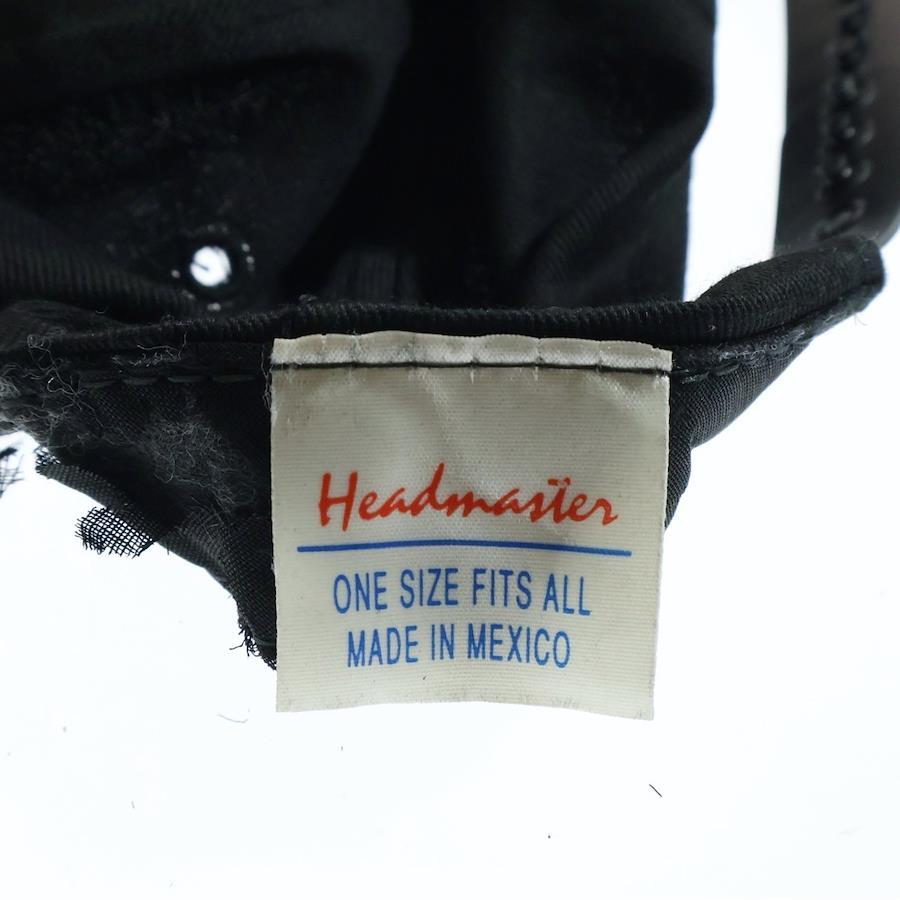 Headmaster
ONE SIZE FITS ALL
MADE IN MEXICO